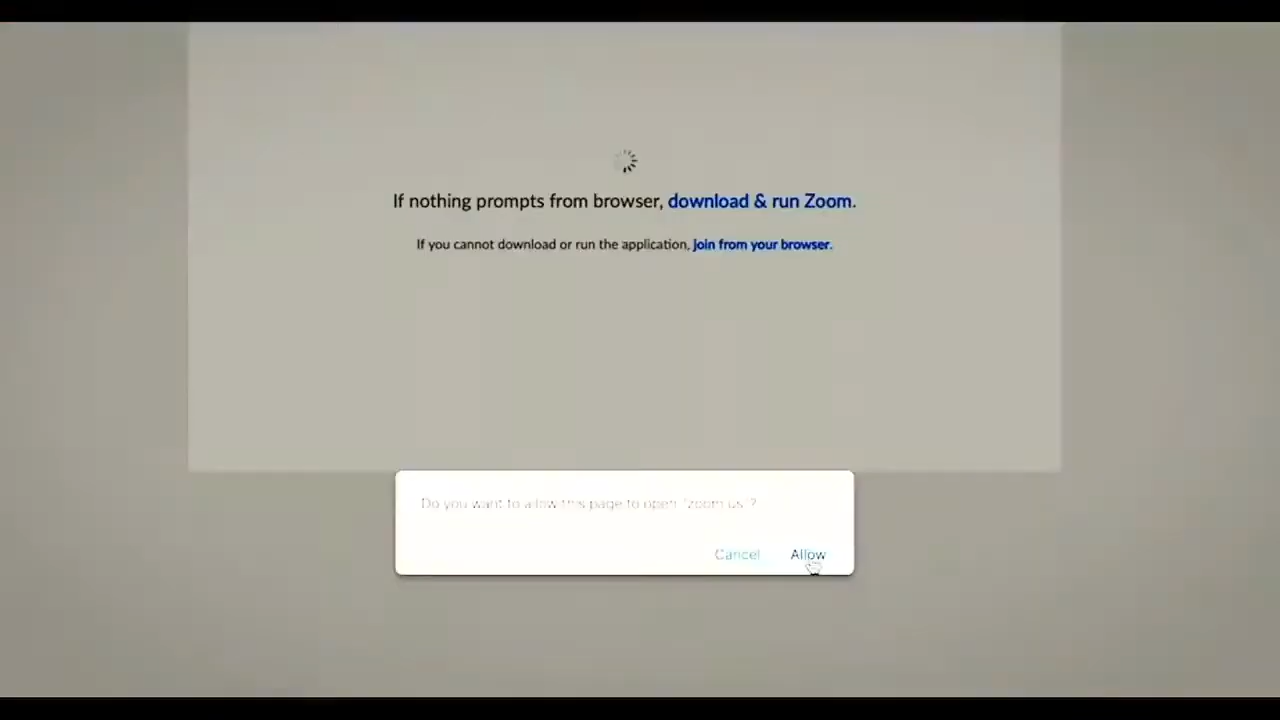 If nothing prompts from browser, download & run Zoom.
If you cannot download or run the application, join from your browser.
Do you want to allow this page to open "zoom.us"?
Cancel Allow